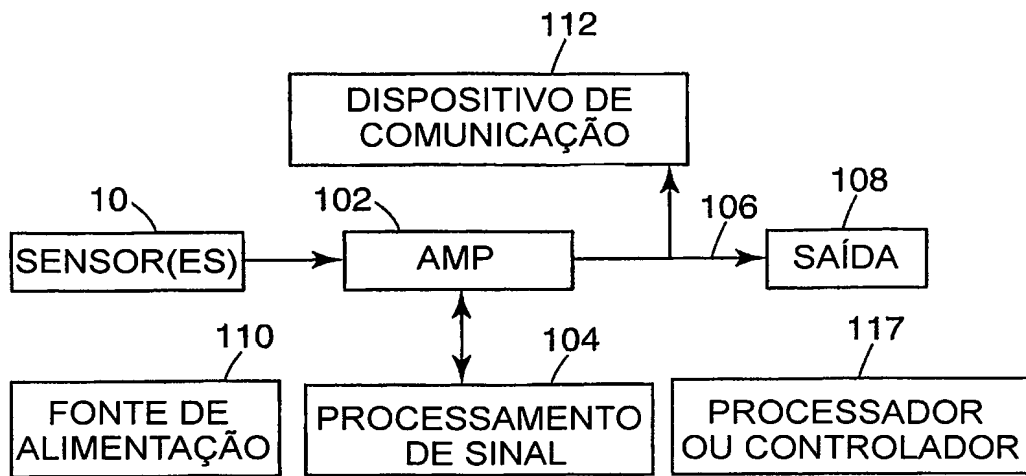 112
DISPOSITIVO DE
COMUNICAÇÃO
10
102
106
108
SENSOR(ES)
AMP
SAÍDA
110
104
117
FONTE DE
ALIMENTAÇÃO
PROCESSAMENTO
DE SINAL
PROCESSADOR
OU CONTROLADOR